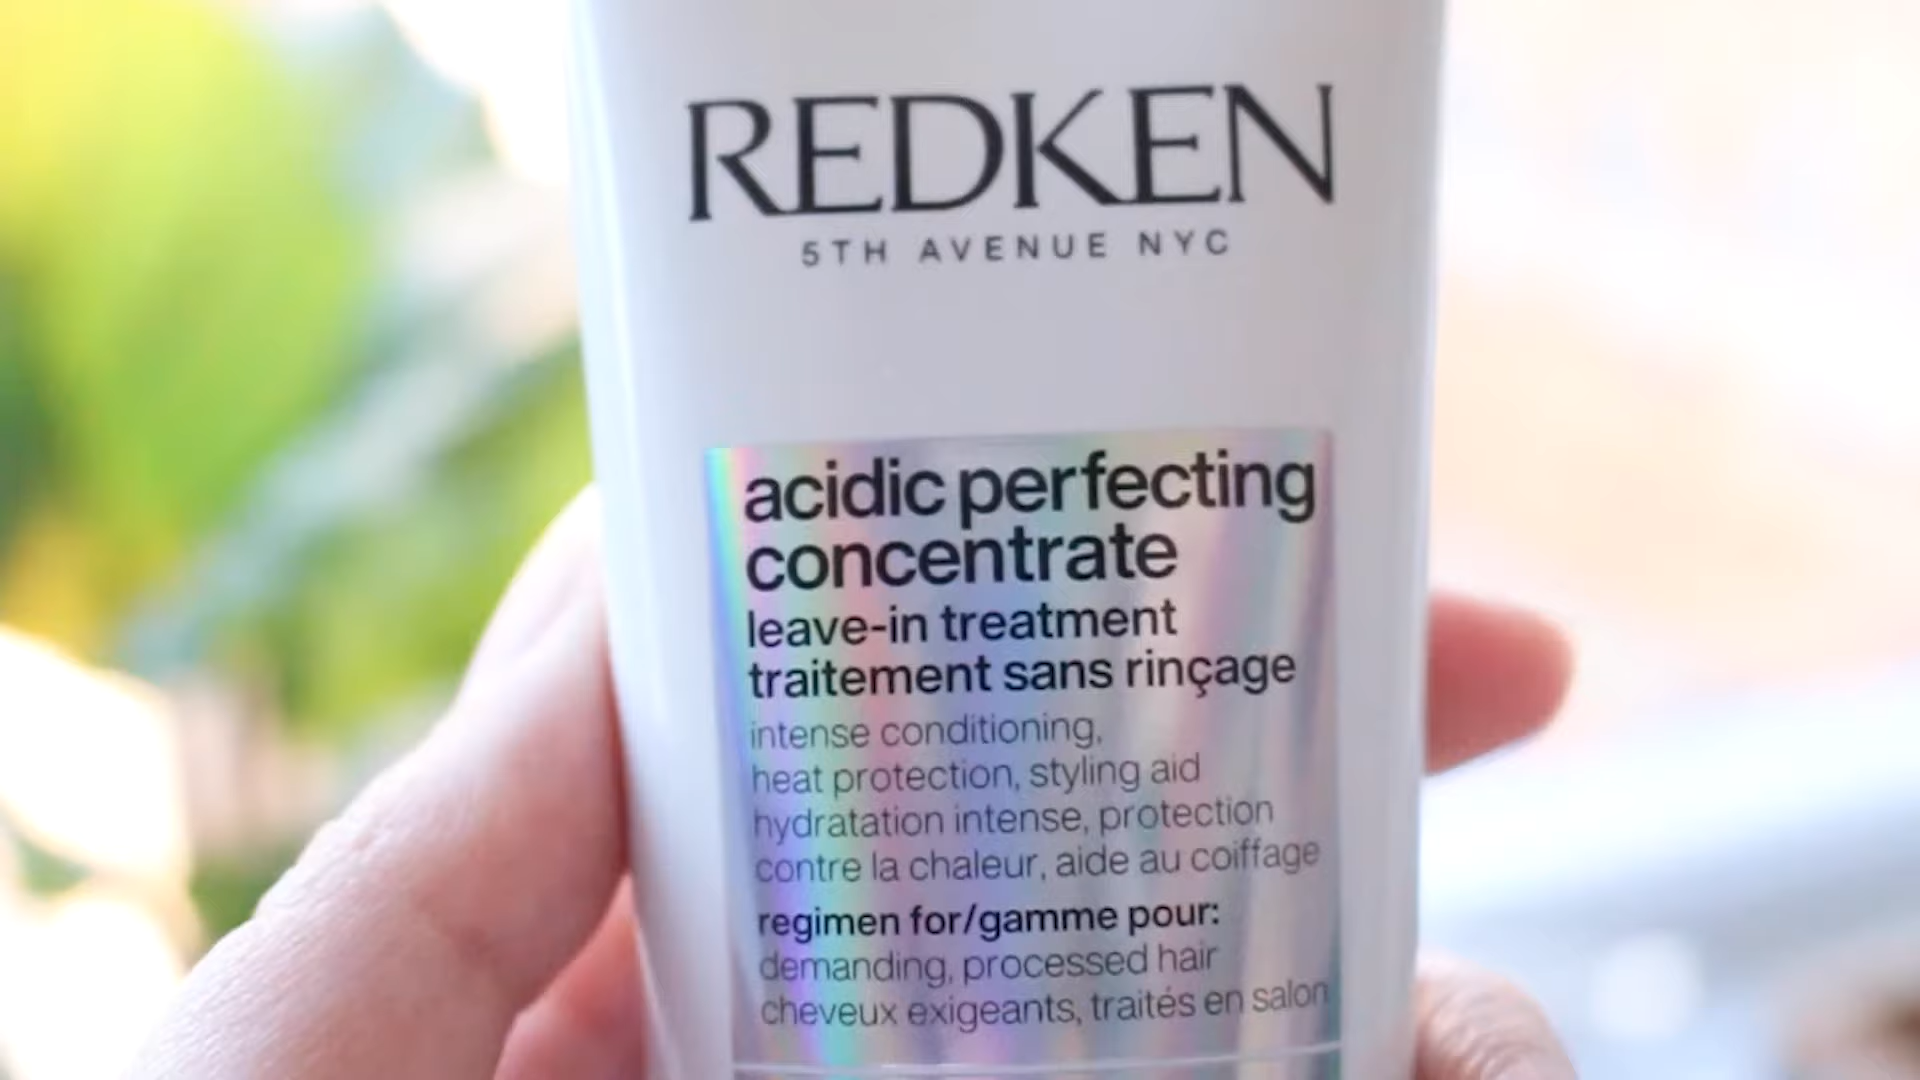 REDKEN
5TH AVENUE NYC
acidic perfecting
concentrate
leave-in treatment
traitement sans rinçage
intense conditioning,
heat protection, styling aid
hydratation intense, protection
contre la chaleur, aide au coiffage
regimen for/gamme pour:
demanding, processed hair
cheveux exigeants, traités en salon